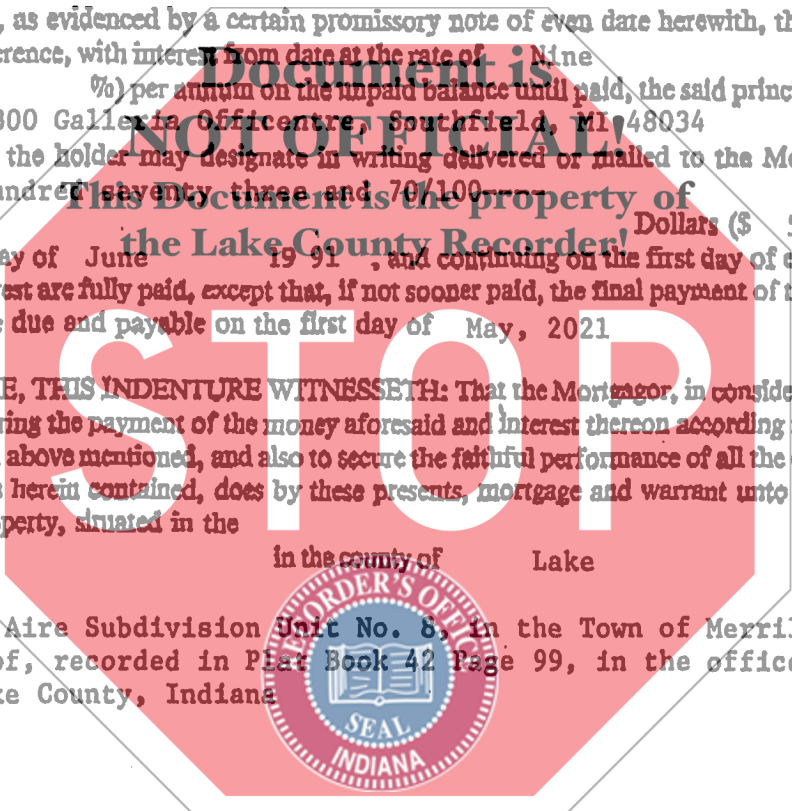 , as evidenced by a certain promissory note of even date herewith, th
erence, with interest from date at the rate of Nine
Document is
%) per annum on the unpaid balance until paid, the said princ
300 Galleria Officentre, Southfield, MI 48034
NOT OFFICIAL!
the holder may designate in writing delivered or mailed to the Mo
undred seventy three and 70/100-----
This Document is the property of
Dollars ($
the Lake County Recorder!
ay of June 19 91 , and continuing on the first day of e
est are fully paid, except that, if not sooner paid, the final payment of t
due and payable on the first day of May, 2021
STOP
E, THIS INDENTURE WITNESSETH: That the Mortgagor, in conside
ring the payment of the money aforesaid and interest thereon according
above mentioned, and also to secure the faithful performance of all the
s herein contained, does by these presents, mortgage and warrant unto
operty, situated in the
in the county of Lake
RECORDER'S OFFICE
Aire Subdivision Unit No. 8, in the Town of Merril
of, recorded in Plat Book 42 Page 99, in the office
ke County, Indiana
SEAL
INDIANA